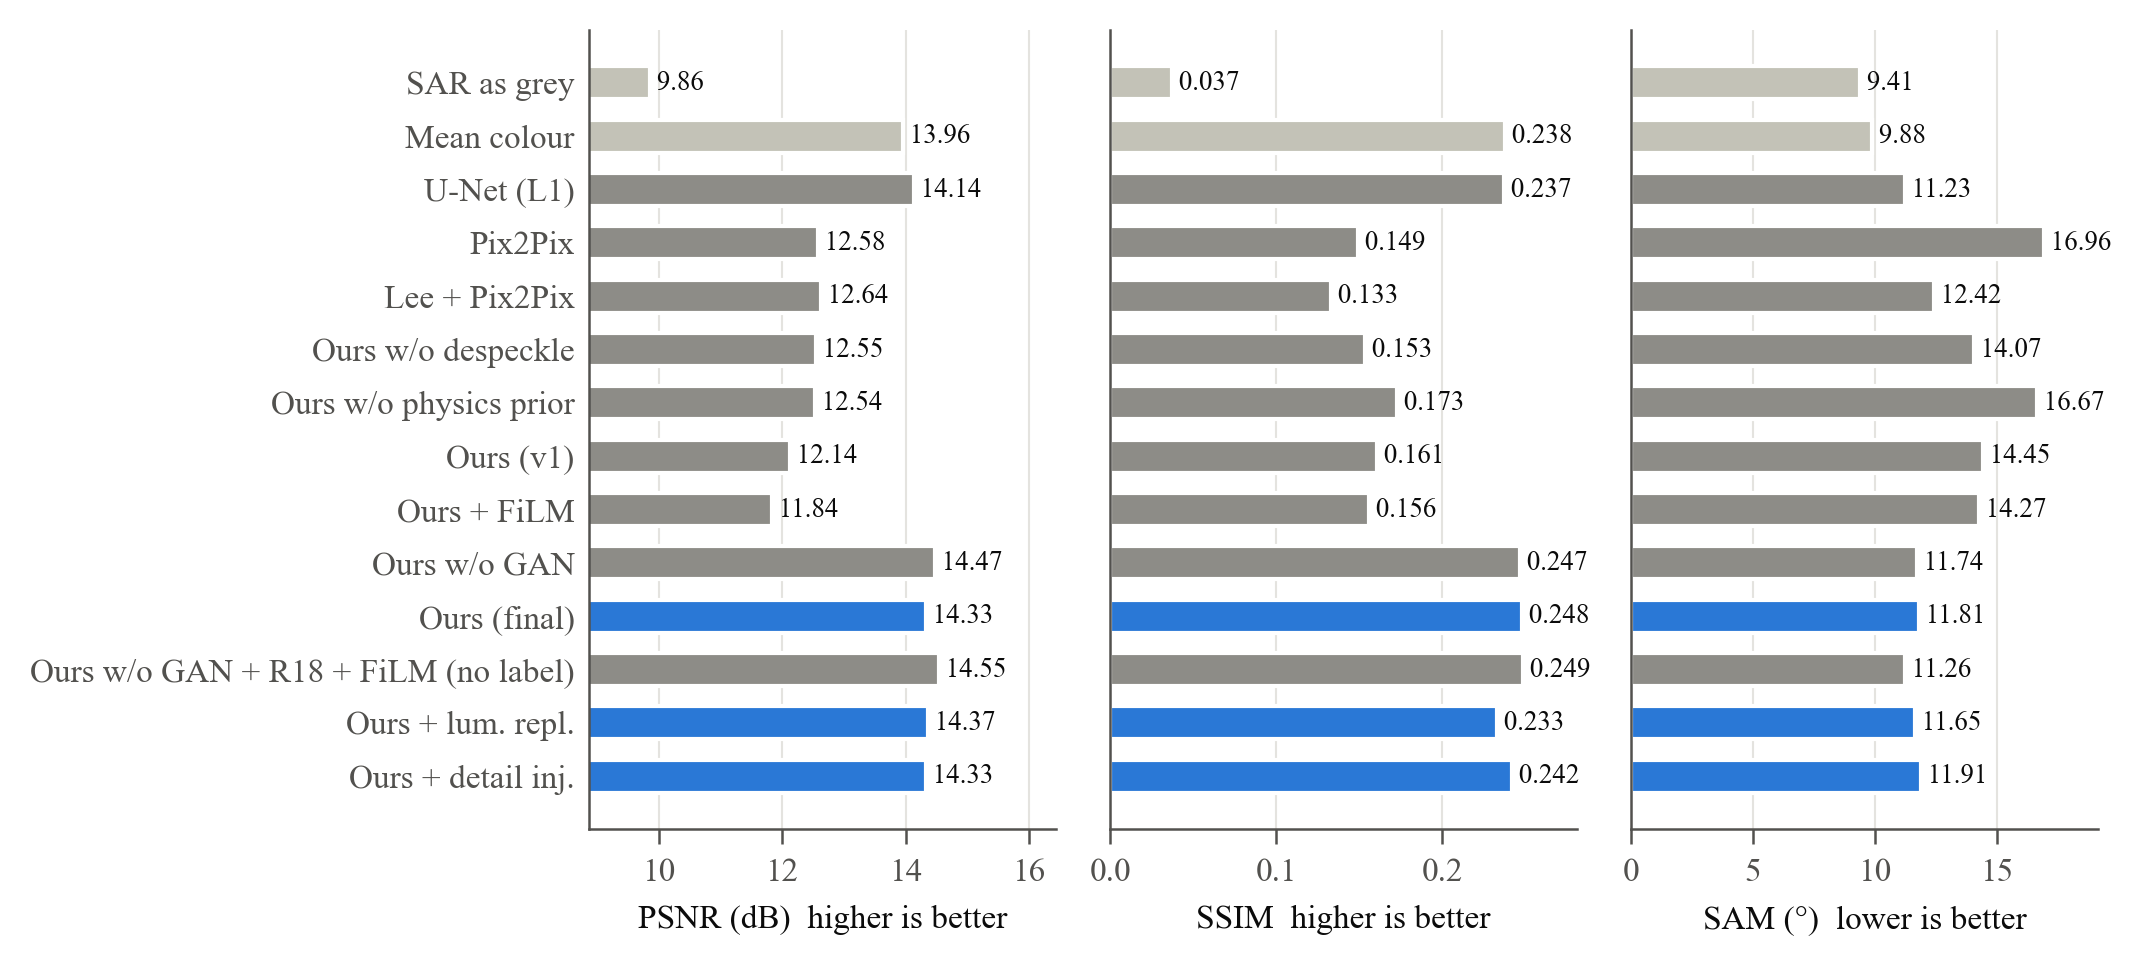 SAR as grey 9.86 0.037 9.41
Mean colour 13.96 0.238 9.88
U-Net (L1) 14.14 0.237 11.23
Pix2Pix 12.58 0.149 16.96
Lee + Pix2Pix 12.64 0.133 12.42
Ours w/o despeckle 12.55 0.153 14.07
Ours w/o physics prior 12.54 0.173 16.67
Ours (v1) 12.14 0.161 14.45
Ours + FiLM 11.84 0.156 14.27
Ours w/o GAN 14.47 0.247 11.74
Ours (final) 14.33 0.248 11.81
Ours w/o GAN + R18 + FiLM (no label) 14.55 0.249 11.26
Ours + lum. repl. 14.37 0.233 11.65
Ours + detail inj. 14.33 0.242 11.91
10 12 14 16 0.0 0.1 0.2 0 5 10 15
PSNR (dB) higher is better SSIM higher is better SAM (°) lower is better